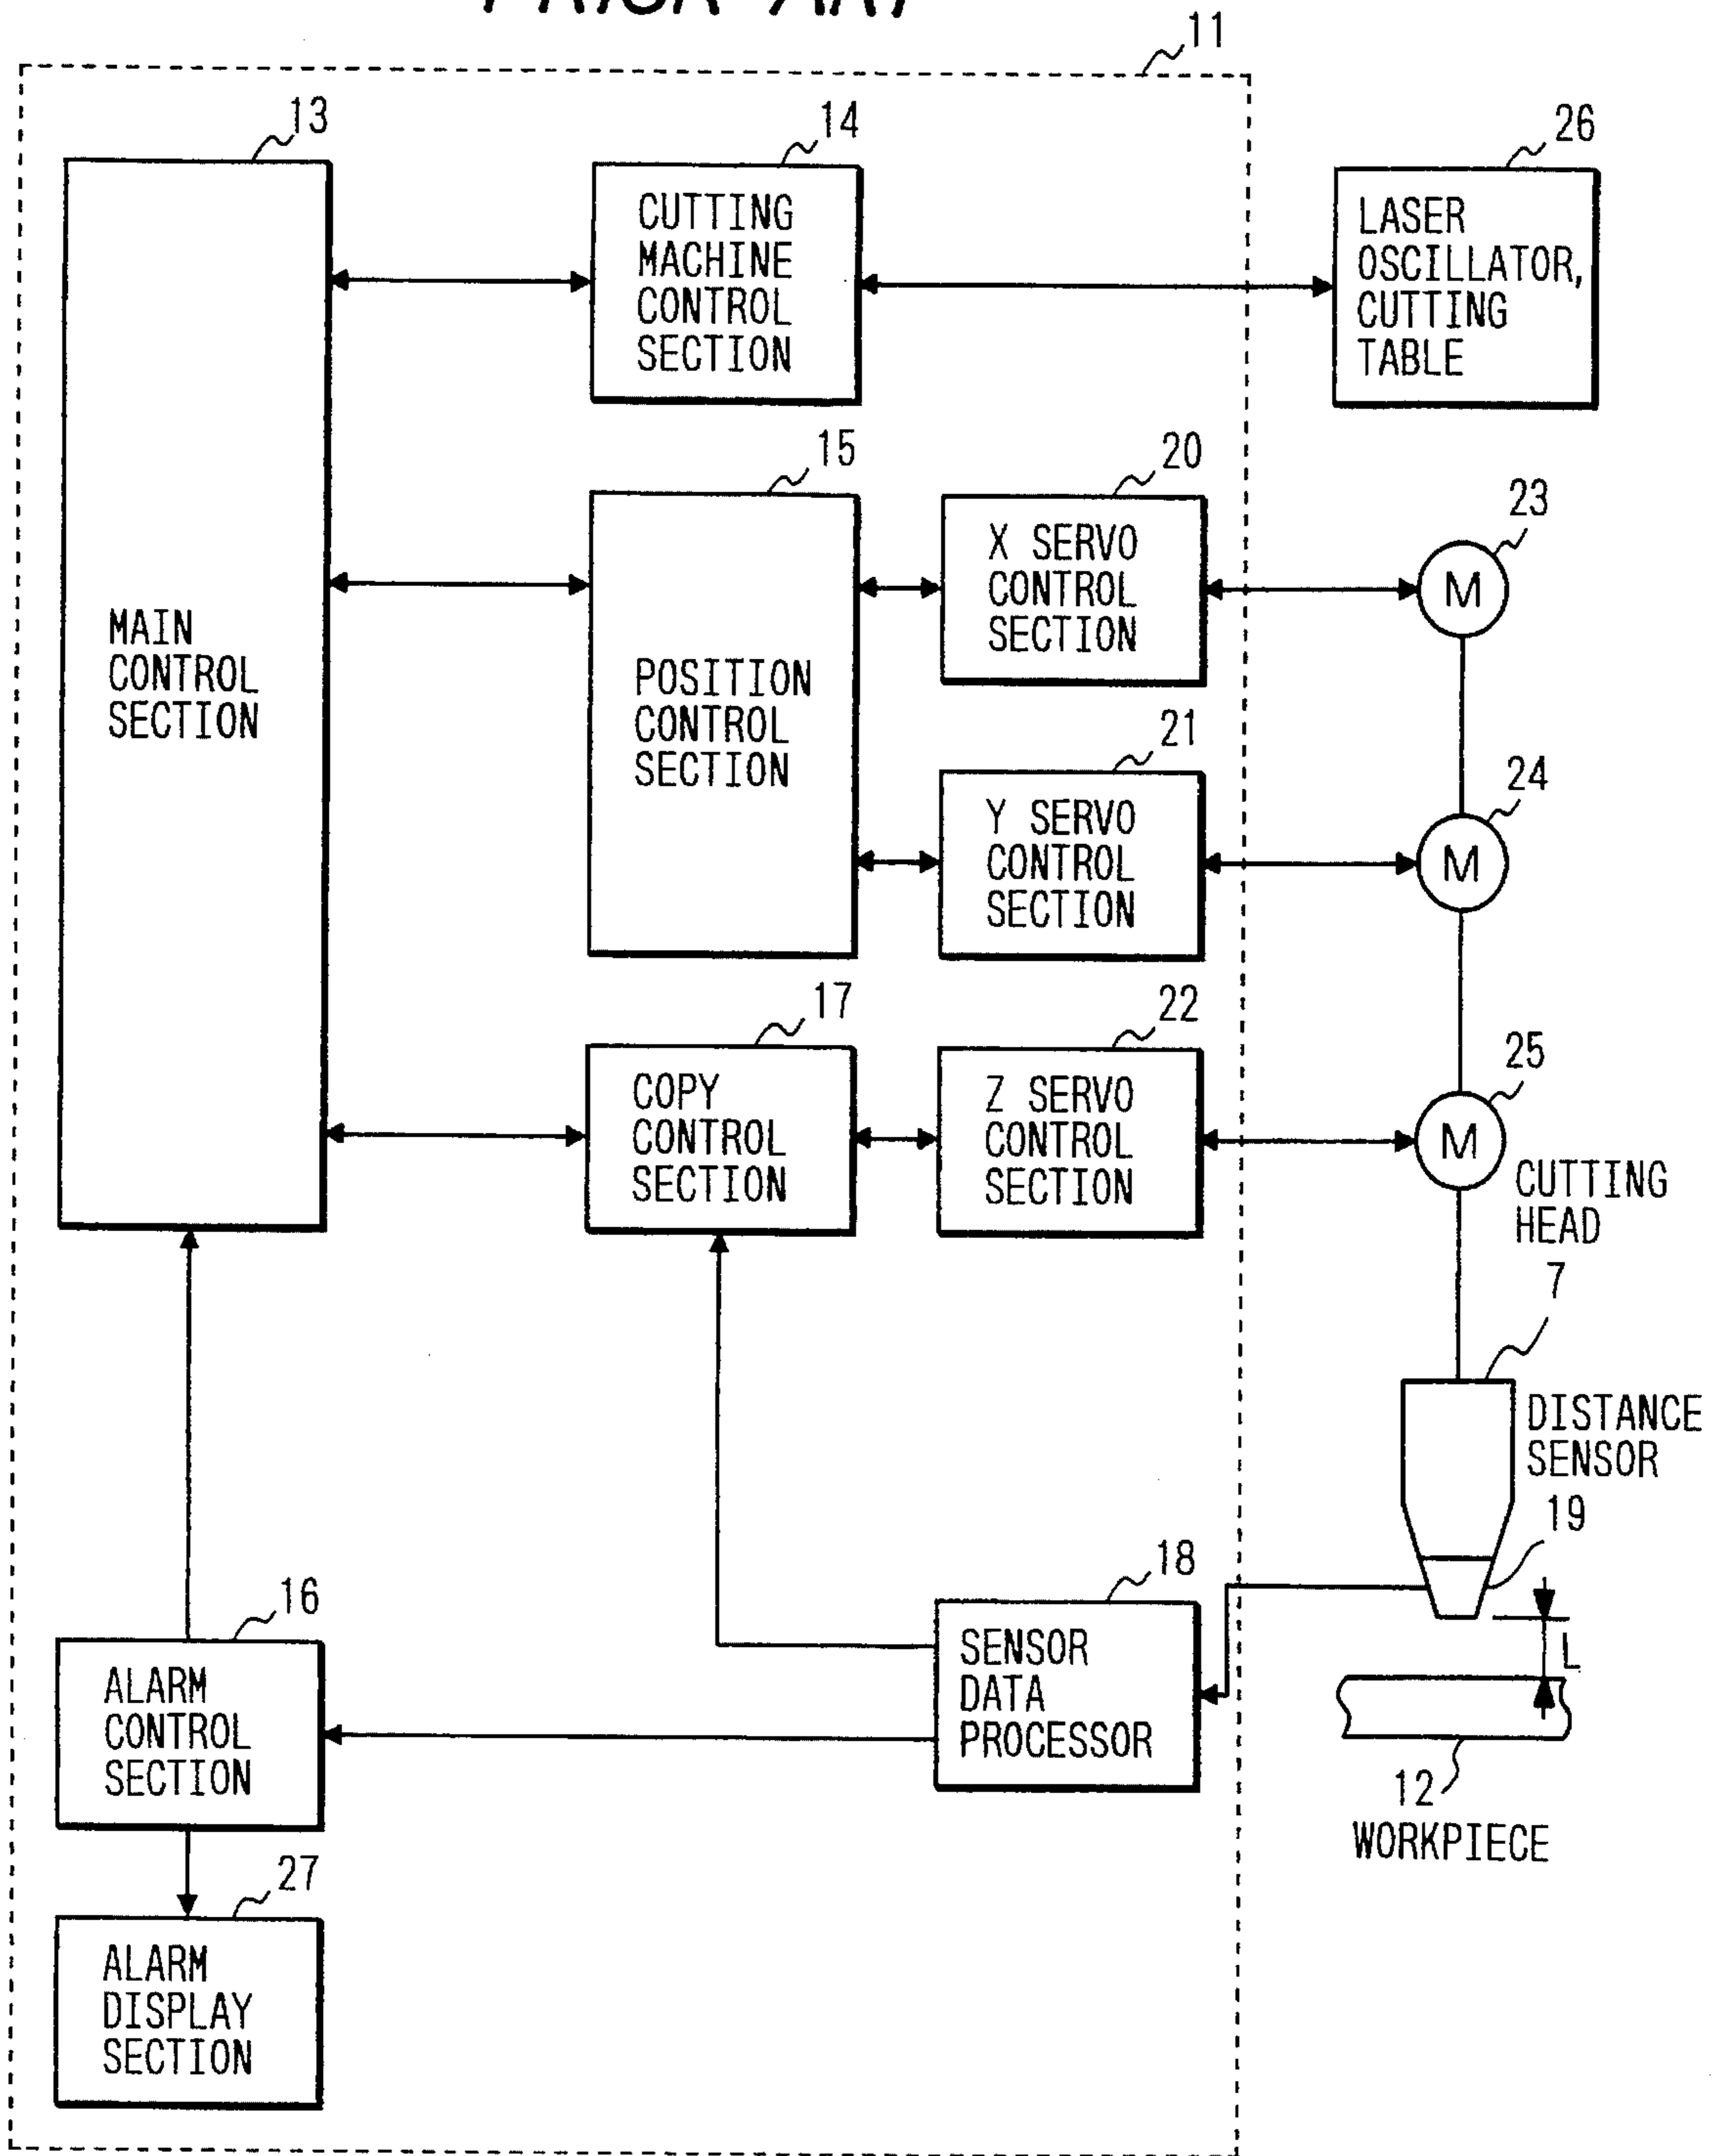 PRIOR ART
11
13
14
26
MAIN
CONTROL
SECTION
CUTTING
MACHINE
CONTROL
SECTION
LASER
OSCILLATOR,
CUTTING
TABLE
15
20
23
POSITION
CONTROL
SECTION
X SERVO
CONTROL
SECTION
M
21
24
Y SERVO
CONTROL
SECTION
M
17
22
25
COPY
CONTROL
SECTION
Z SERVO
CONTROL
SECTION
M
CUTTING
HEAD
7
DISTANCE
SENSOR
19
16
18
ALARM
CONTROL
SECTION
SENSOR
DATA
PROCESSOR
L
12
WORKPIECE
27
ALARM
DISPLAY
SECTION